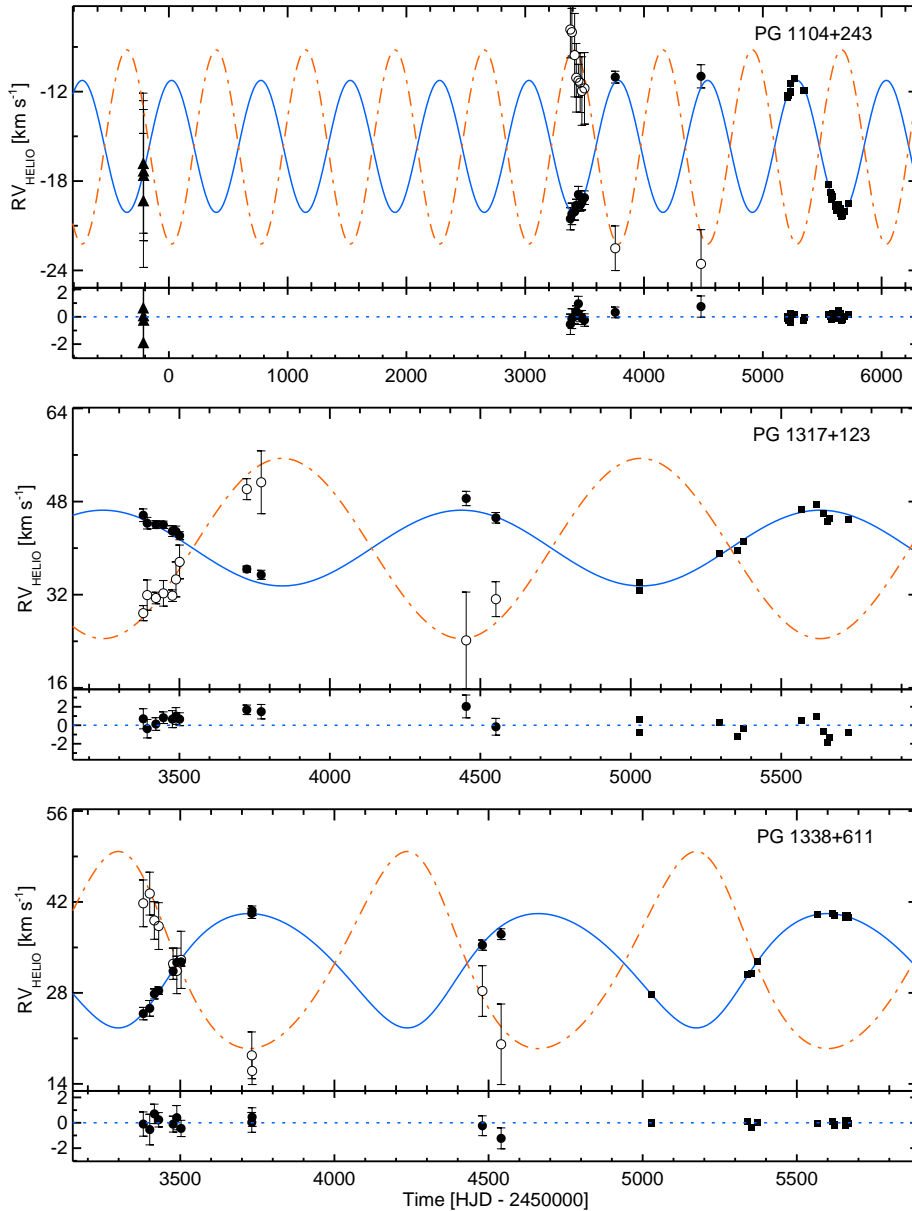 PG 1104+243
-12
-18
-24
RV_HELIO [km s⁻¹]
2
0
-2
0 1000 2000 3000 4000 5000 6000
64
PG 1317+123
48
32
16
RV_HELIO [km s⁻¹]
2
0
-2
3500 4000 4500 5000 5500
56
PG 1338+611
42
28
14
RV_HELIO [km s⁻¹]
2
0
-2
3500 4000 4500 5000 5500
Time [HJD - 2450000]